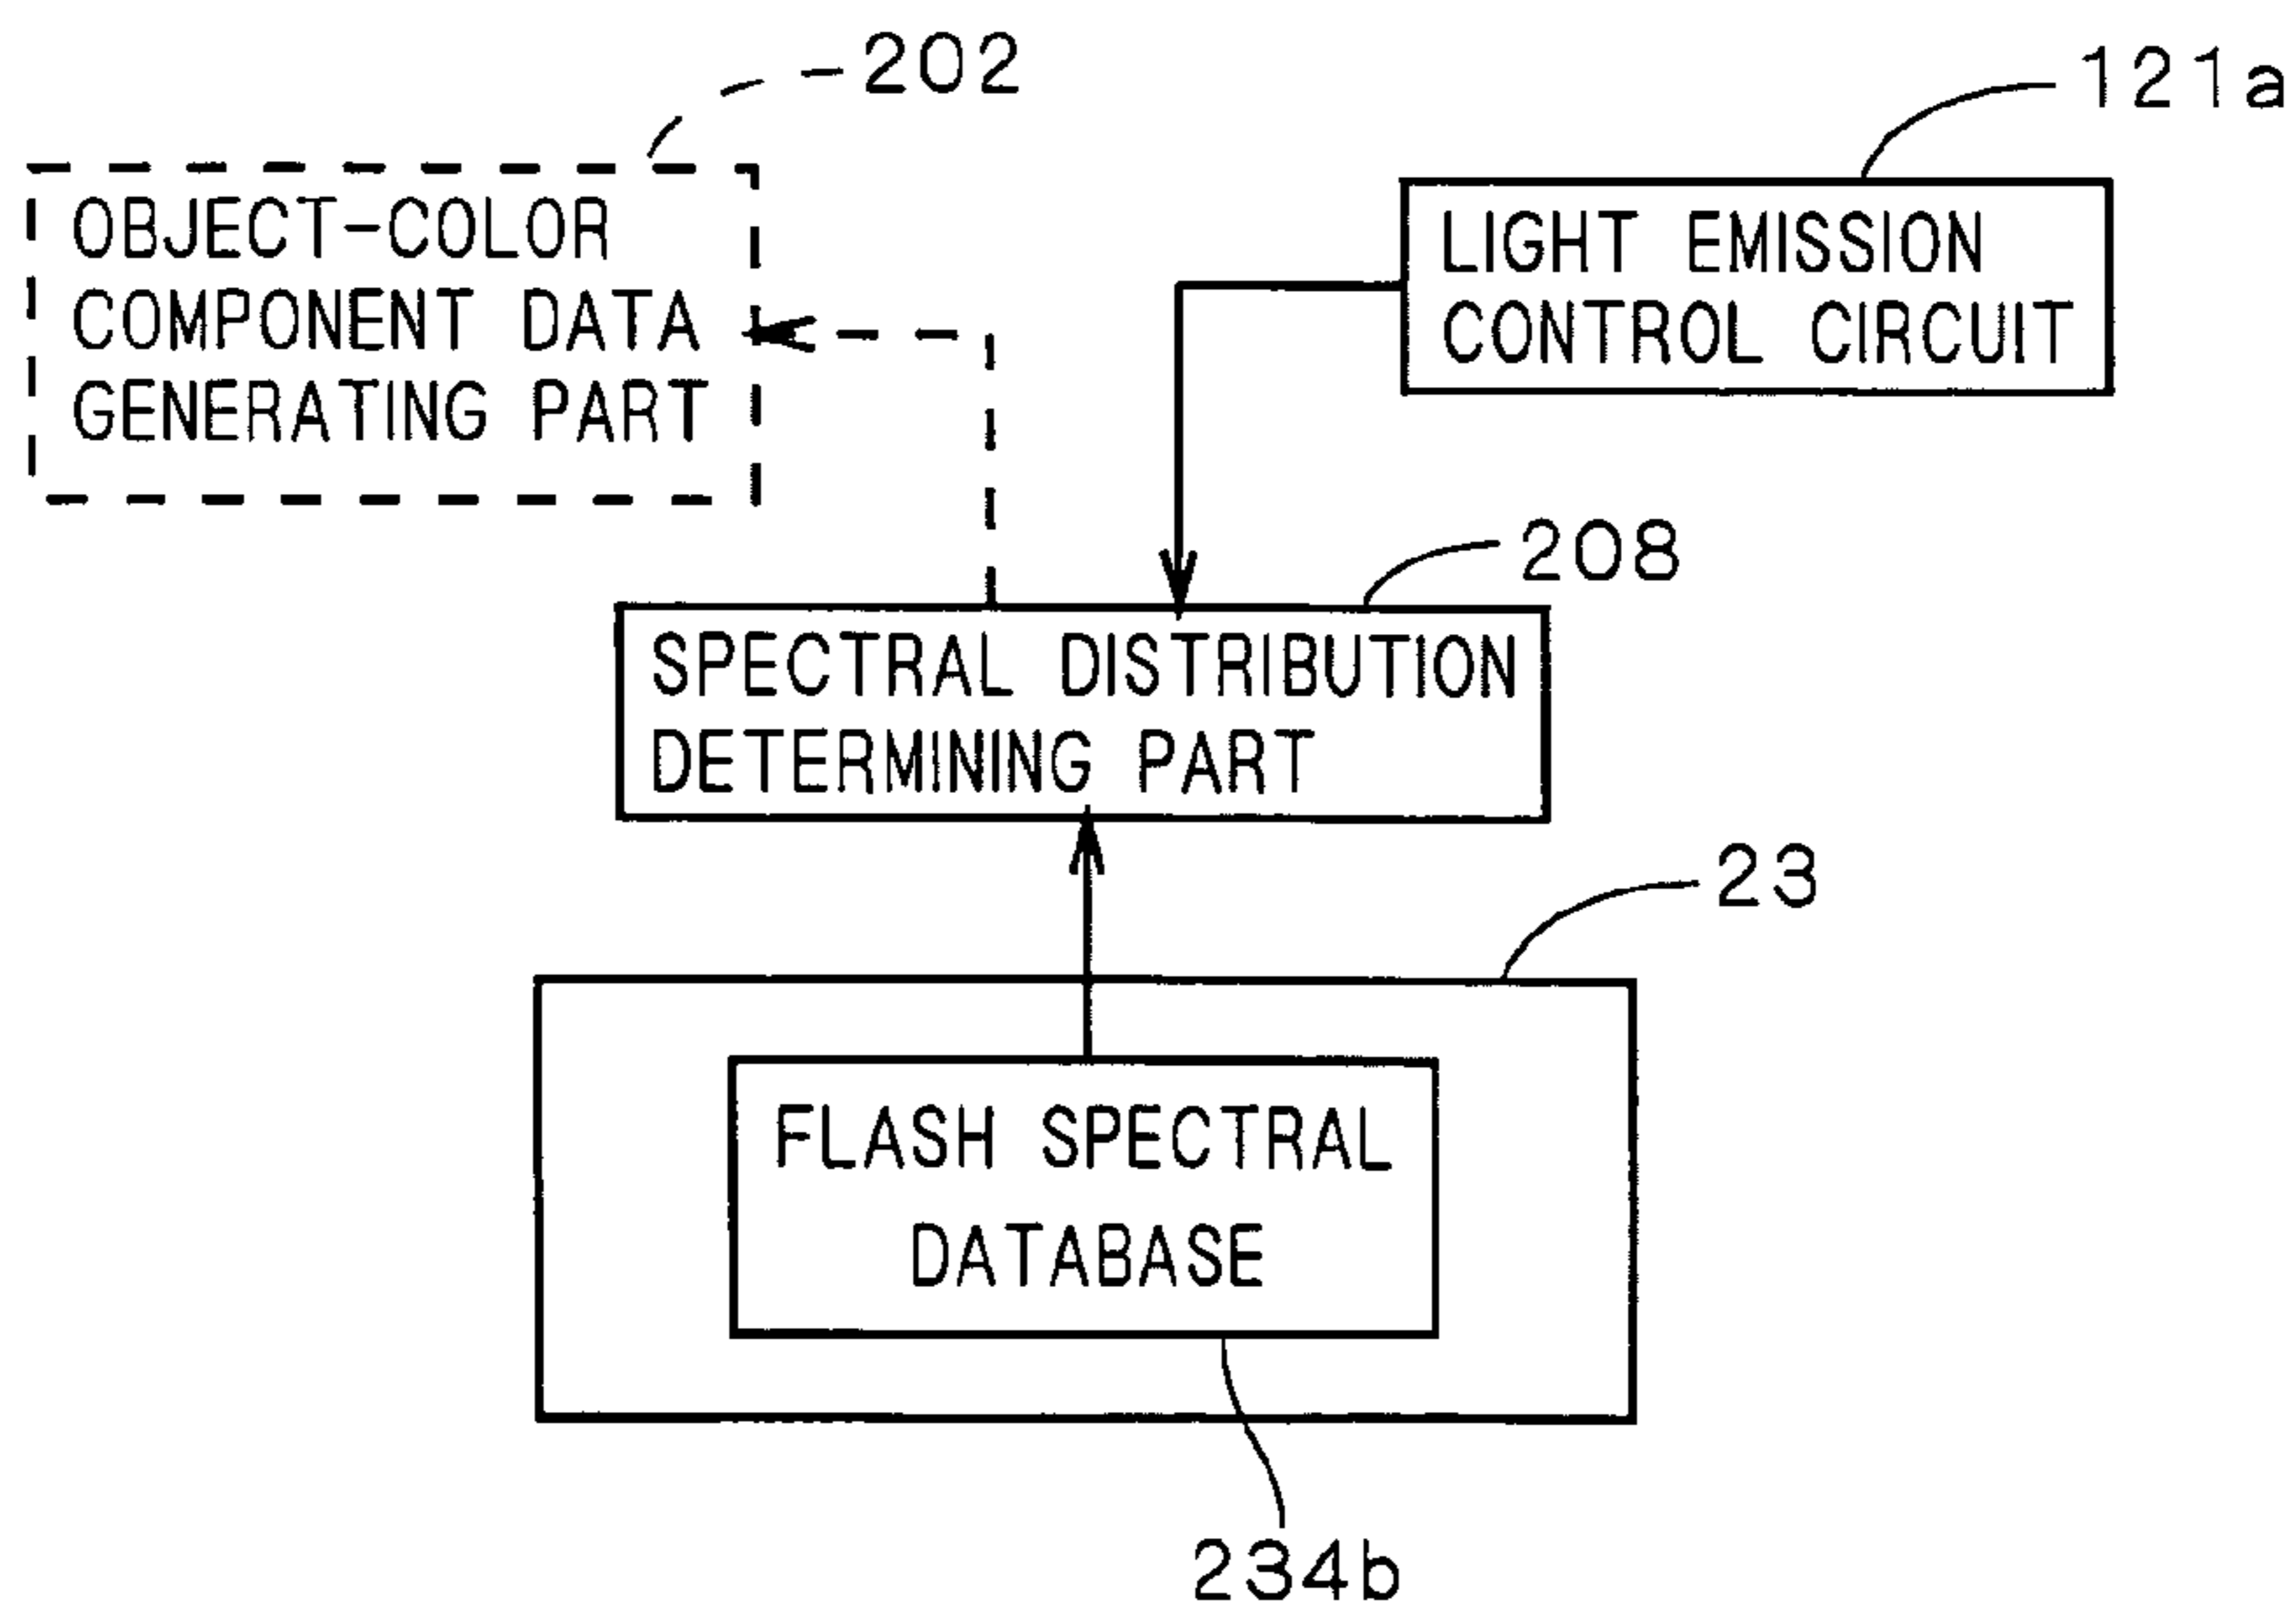 202
121a
OBJECT-COLOR
COMPONENT DATA
GENERATING PART
LIGHT EMISSION
CONTROL CIRCUIT
208
SPECTRAL DISTRIBUTION
DETERMINING PART
23
FLASH SPECTRAL
DATABASE
234b